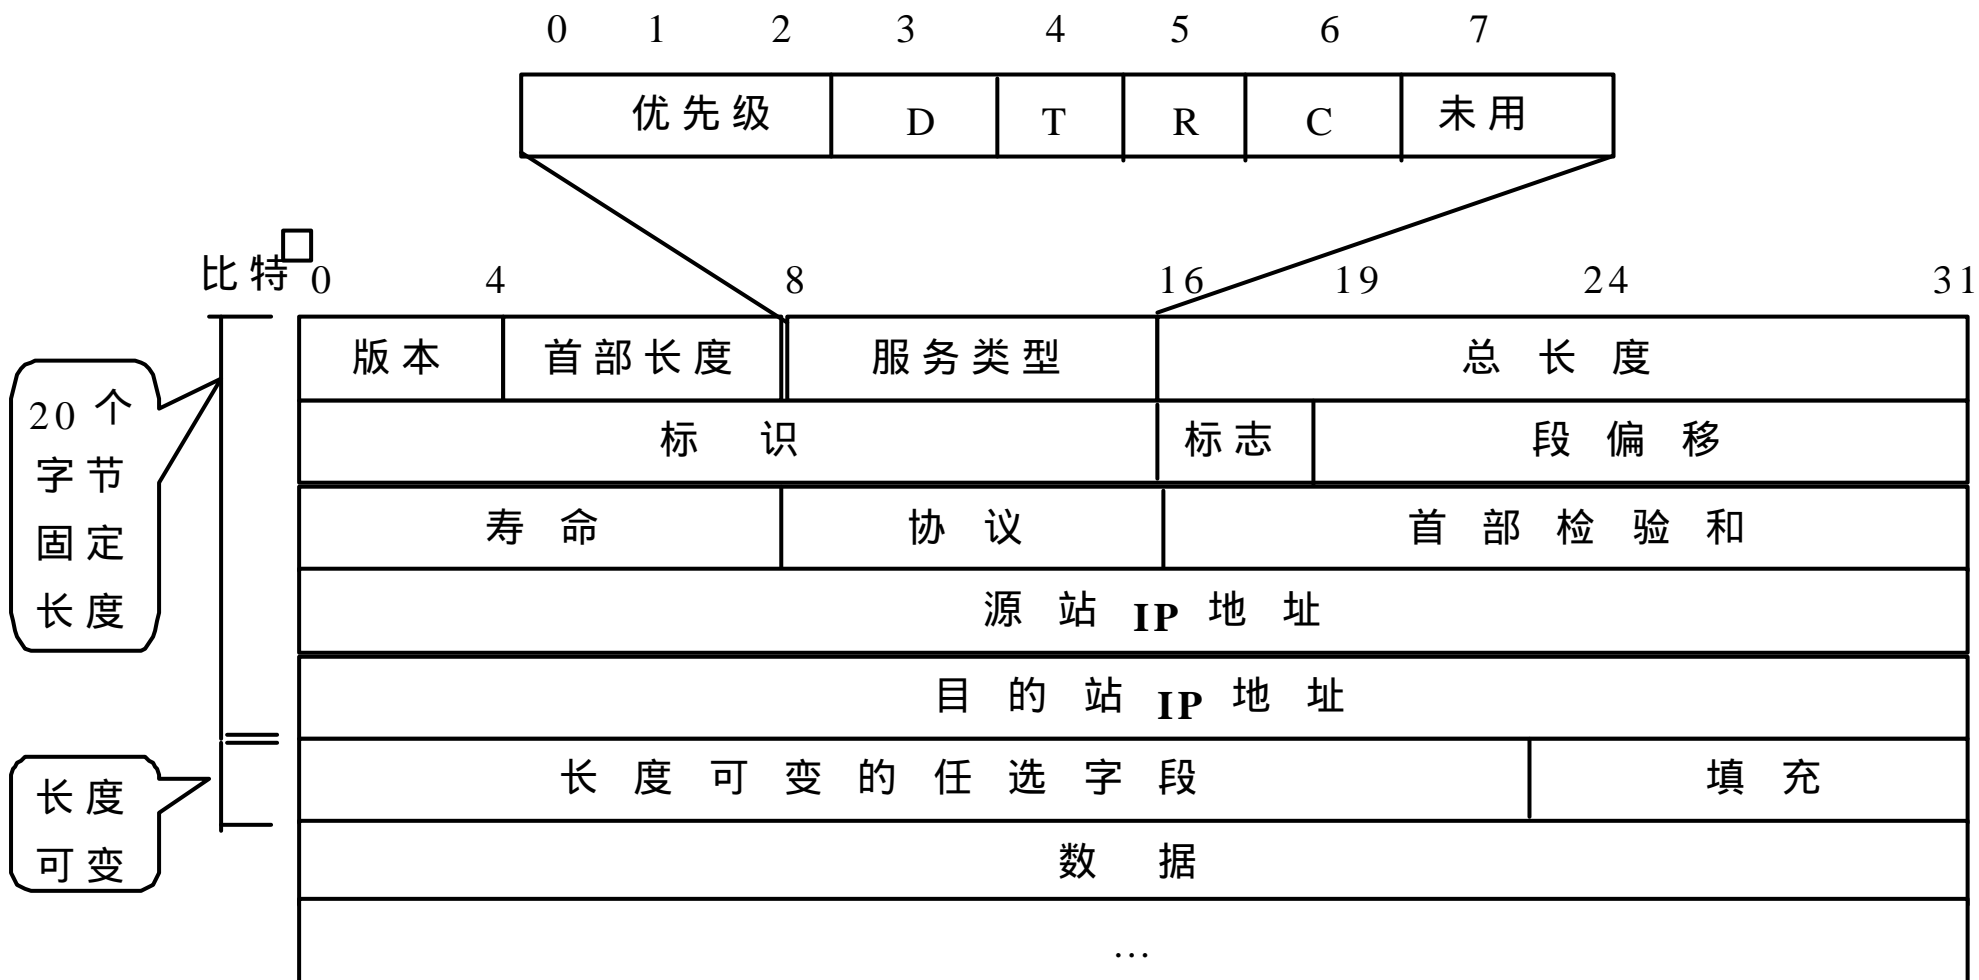 0 1 2 3 4 5 6 7
优先级 D T R C 未用
比特 0 4 8 16 19 24 31
版本 首部长度 服务类型 总长度
标识 标志 段偏移
寿命 协议 首部检验和
源站IP地址
目的站IP地址
长度可变的任选字段 填充
数据
…
20个
字节
固定
长度
长度
可变